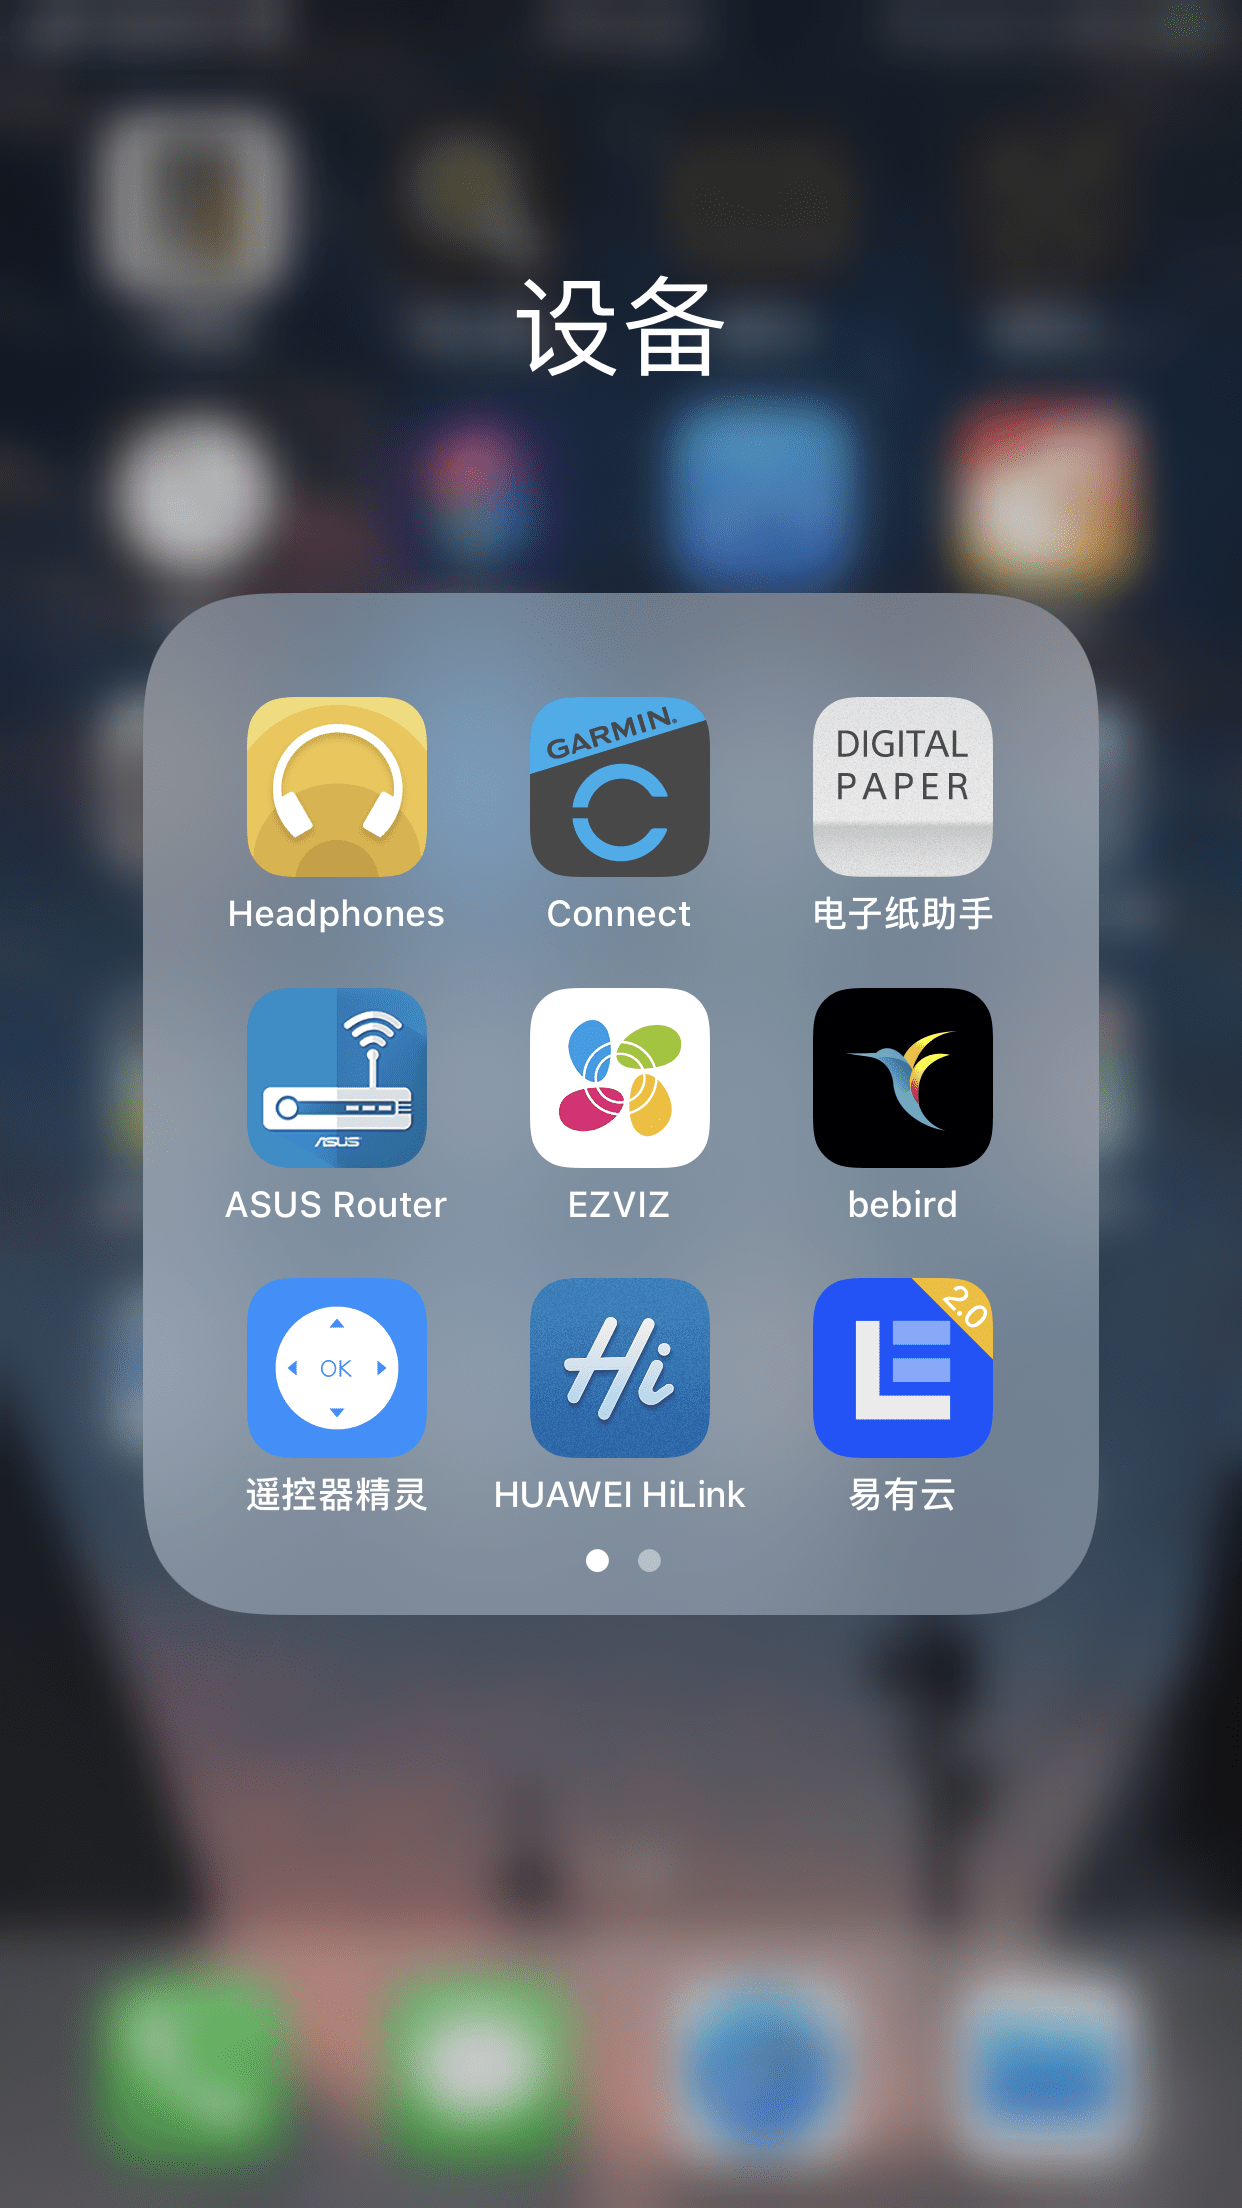 设备
GARMIN.
DIGITAL
PAPER
Headphones
Connect
电子纸助手
ASUS
ASUS Router
EZVIZ
bebird
OK
Hi
2.0
遥控器精灵
HUAWEI HiLink
易有云